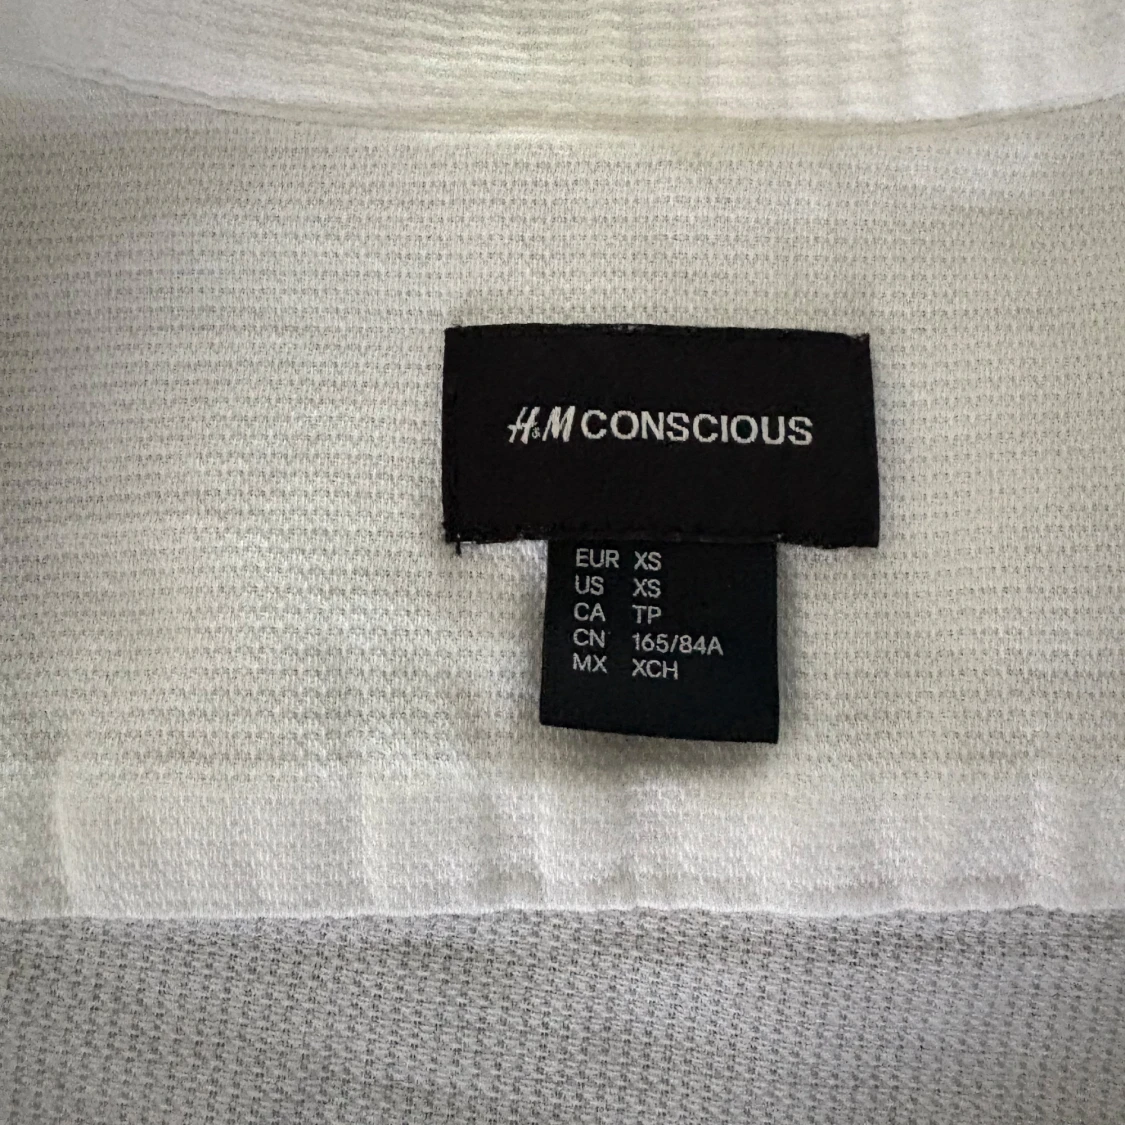 H&M CONSCIOUS
EUR XS
US XS
CA TP
CN 165/84A
MX XCH